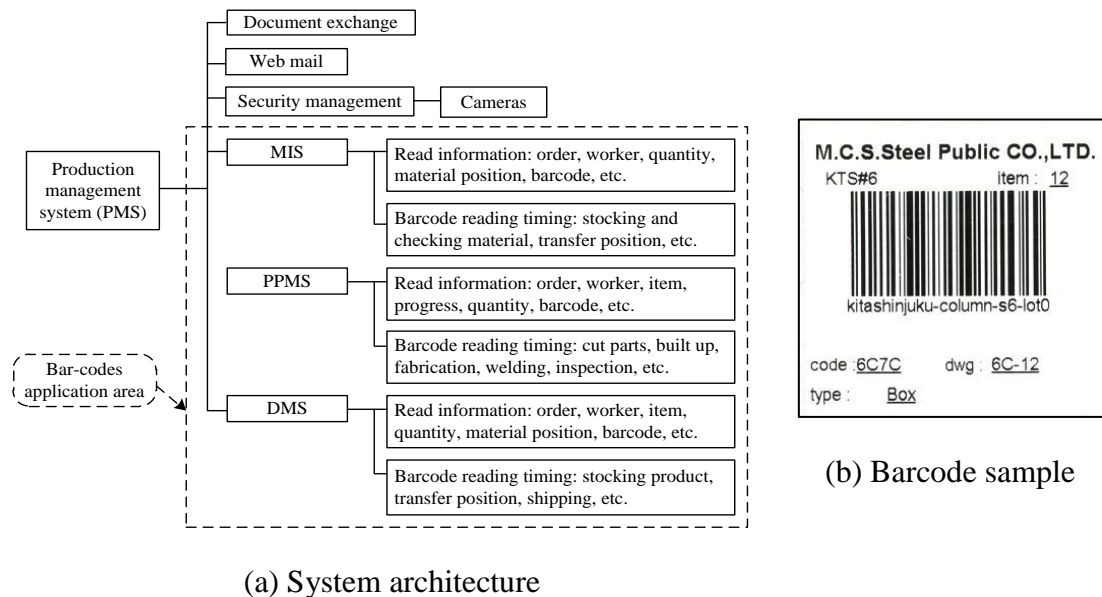 Document exchange
Web mail
Security management
Cameras
Production
management
system (PMS)
MIS
Read information: order, worker, quantity,
material position, barcode, etc.
Barcode reading timing: stocking and
checking material, transfer position, etc.
PPMS
Read information: order, worker, item,
progress, quantity, barcode, etc.
Barcode reading timing: cut parts, built up,
fabrication, welding, inspection, etc.
Bar-codes
application area
DMS
Read information: order, worker, item,
quantity, material position, barcode, etc.
Barcode reading timing: stocking product,
transfer position, shipping, etc.
(a) System architecture
M.C.S.Steel Public CO.,LTD.
KTS#6 item : 12
kitashinjuku-column-s6-lot0
code :6C7C dwg : 6C-12
type : Box
(b) Barcode sample